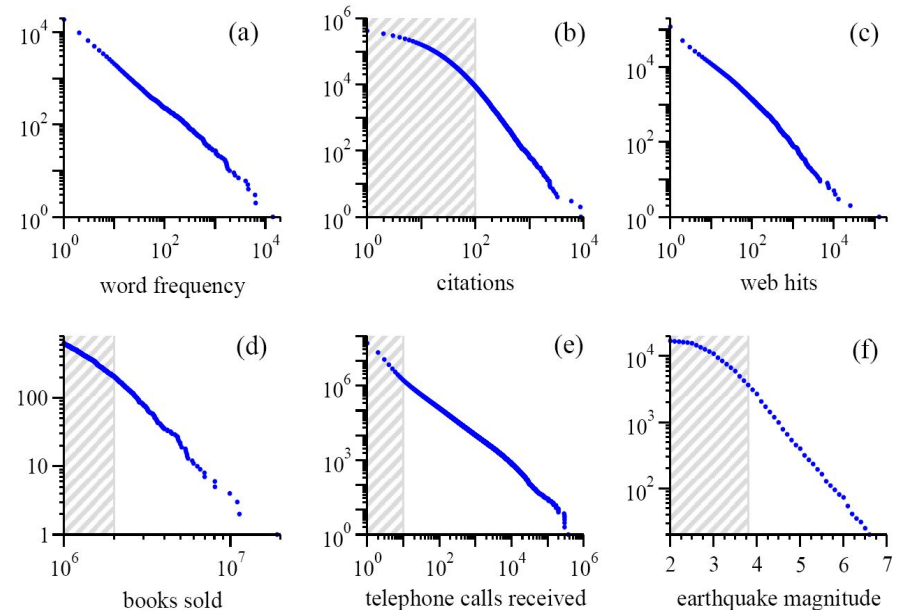 (a)
10^4
10^2
10^0
10^0 10^2 10^4
word frequency
(b)
10^6
10^4
10^2
10^0
10^0 10^2 10^4
citations
(c)
10^4
10^2
10^0
10^0 10^2 10^4
web hits
(d)
100
10
1
10^6 10^7
books sold
(e)
10^6
10^3
10^0
10^0 10^2 10^4 10^6
telephone calls received
(f)
10^4
10^3
10^2
2 3 4 5 6 7
earthquake magnitude